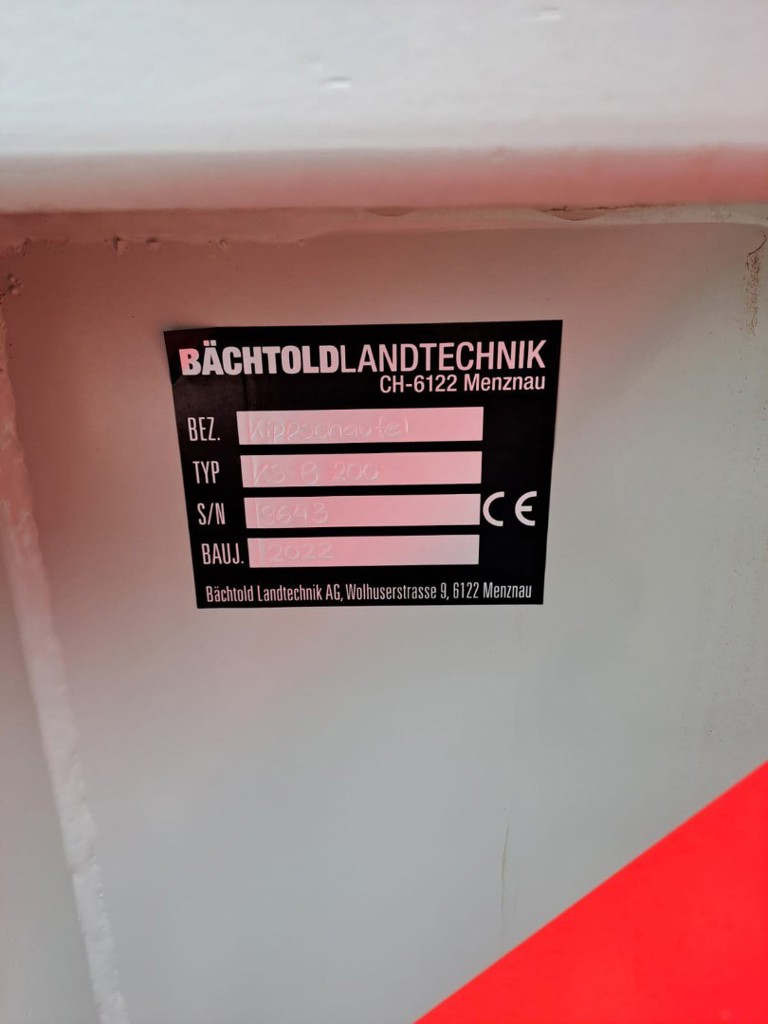 BÄCHTOLDLANDTECHNIK
CH-6122 Menznau
BEZ. Kippschaufel
TYP KS-B 200
S/N 9643 CE
BAUJ. 2022
Bächtold Landtechnik AG, Wolhuserstrasse 9, 6122 Menznau